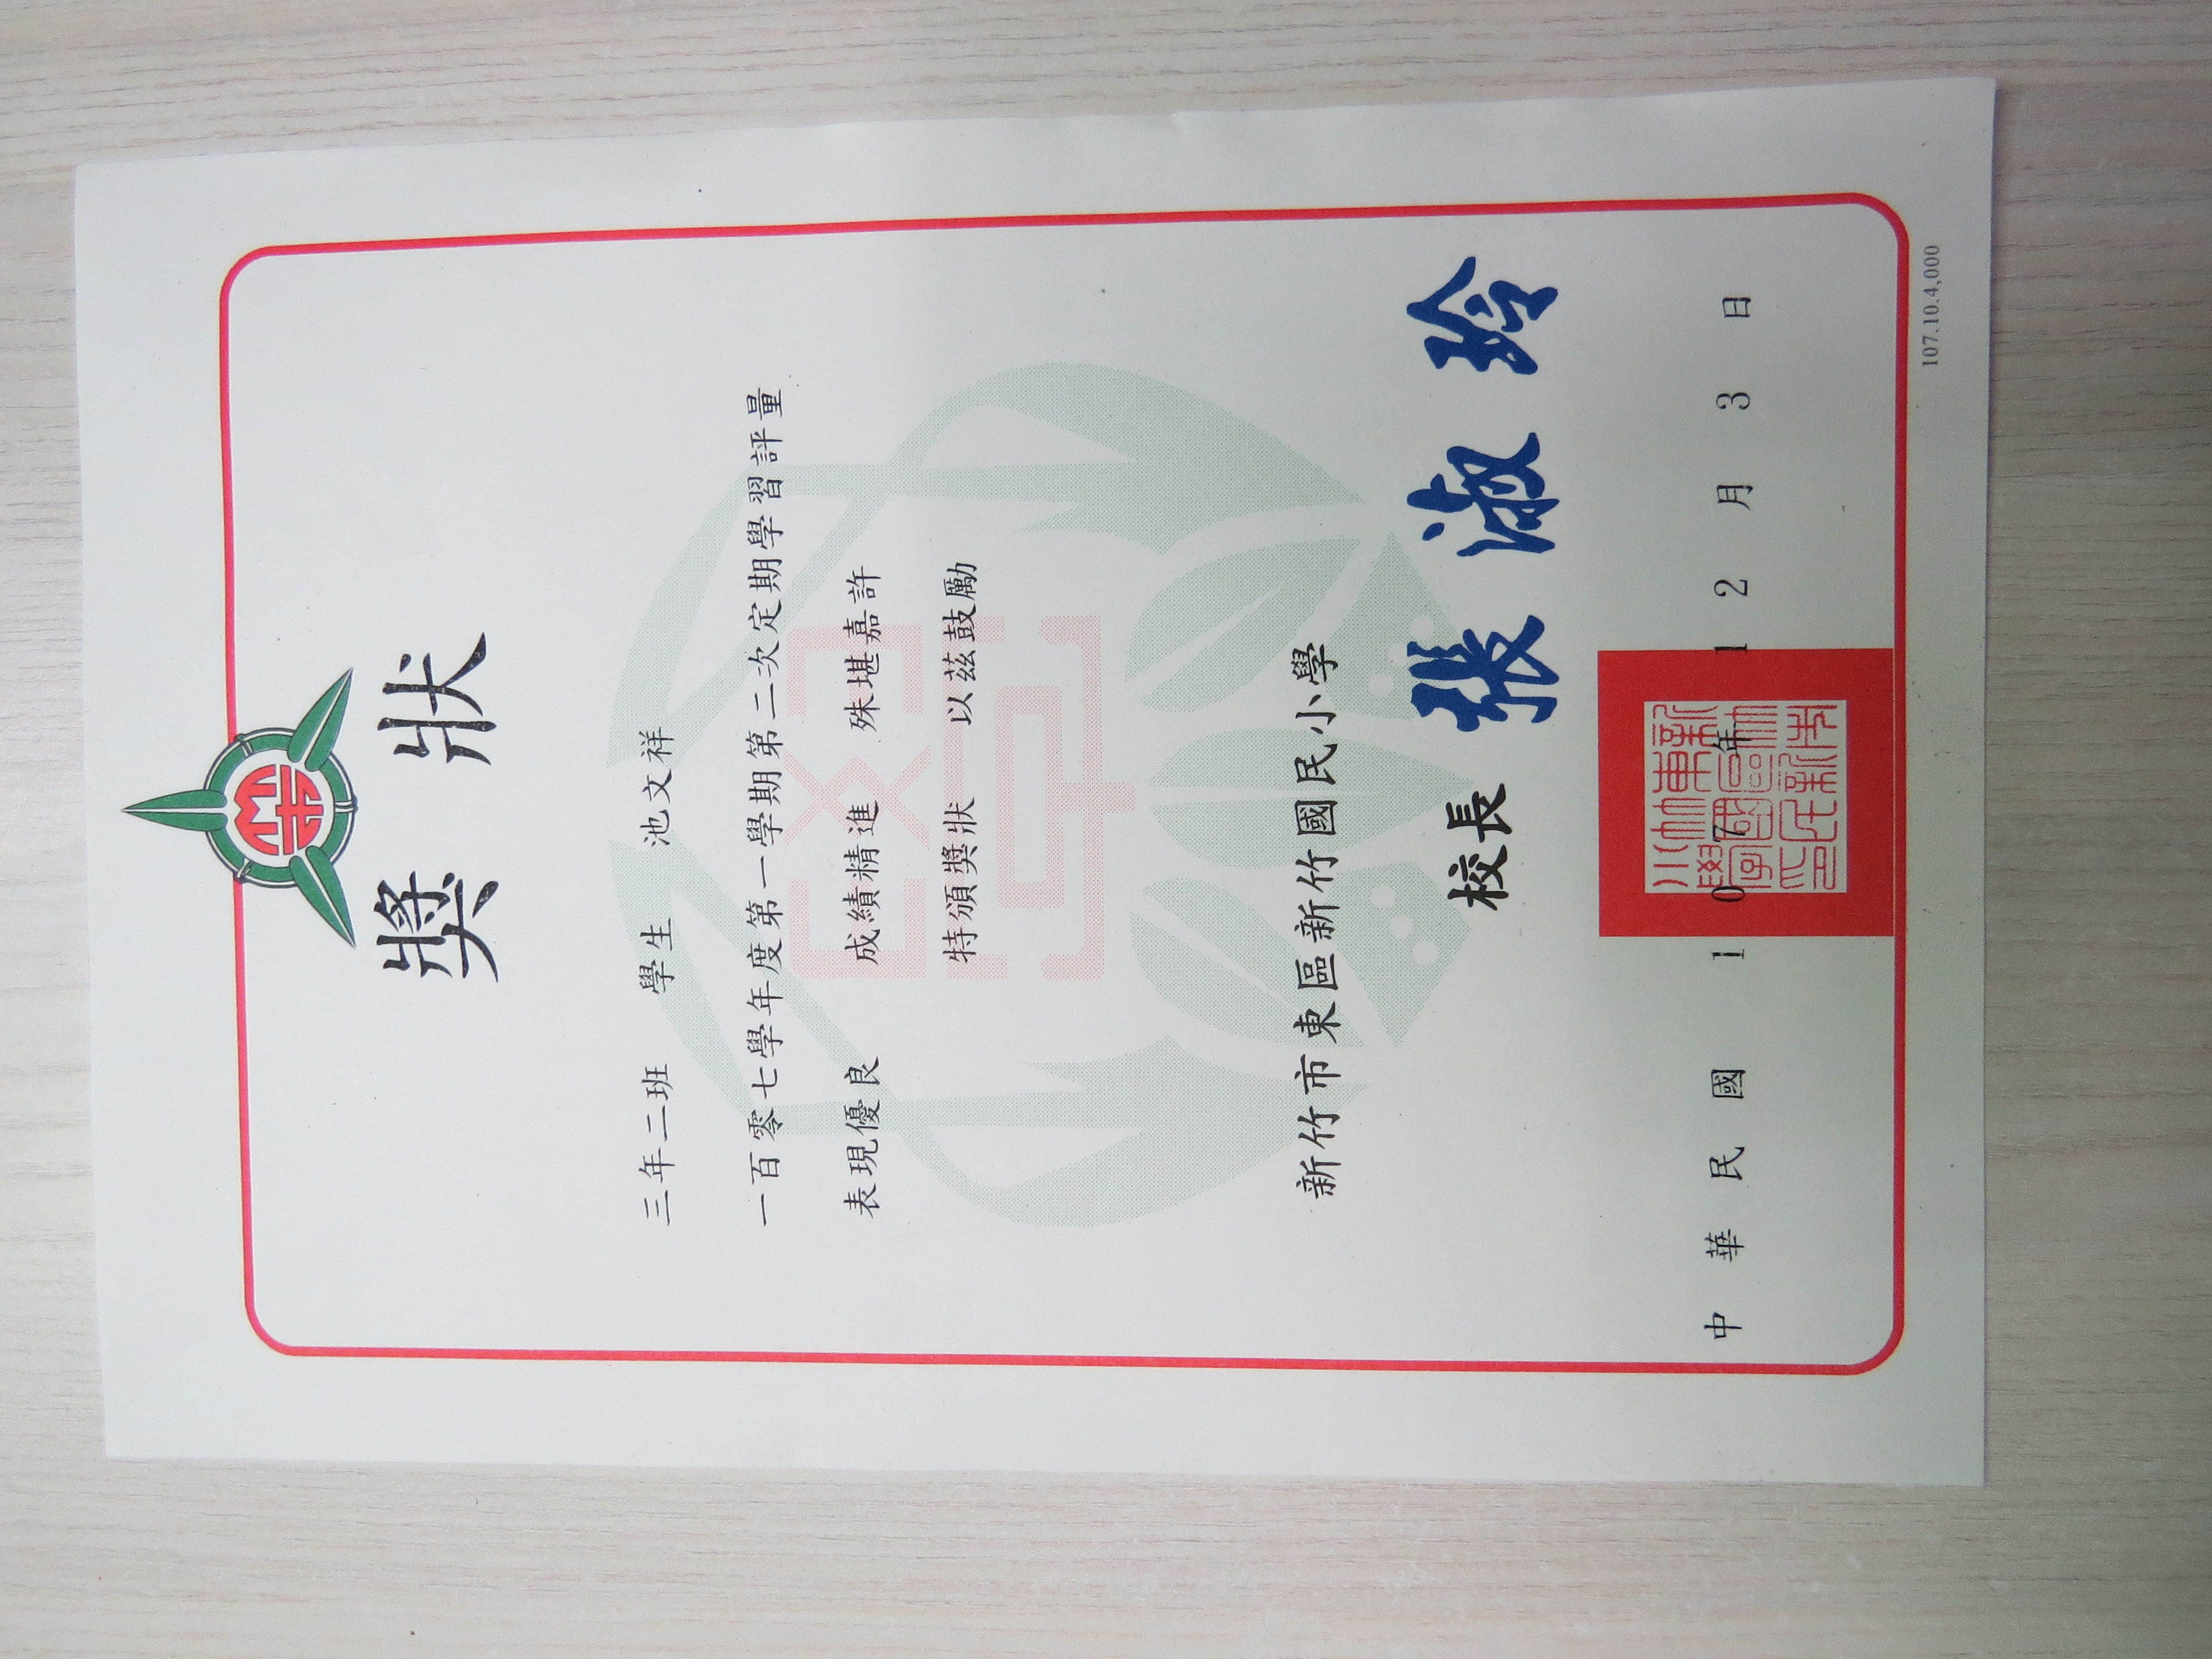 獎狀
三年二班 學生 池文祥
一百零七學年度第一學期第二次定期學習評量
表現優良 成績精進 殊堪嘉許
特頒獎狀 以茲鼓勵
新竹市東區新竹國民小學
校長 張淑玲
中華民國107年12月3日
107.10.4,000